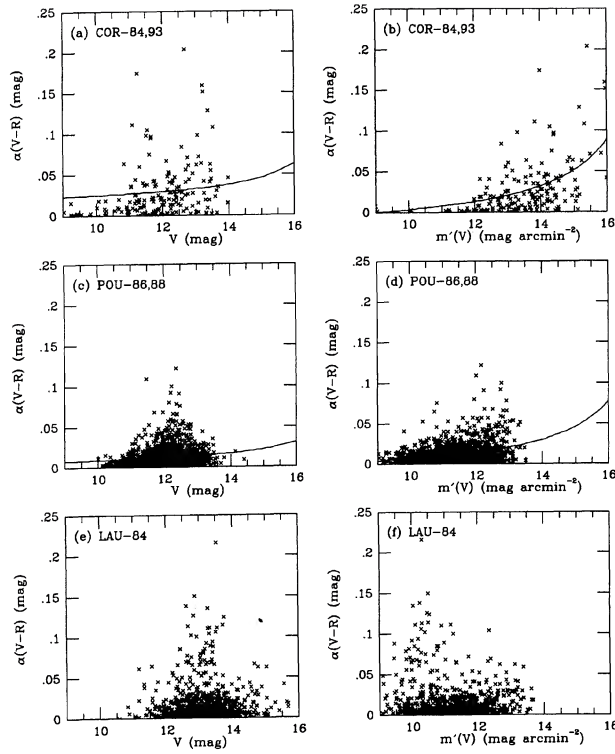 (a) COR-84,93
α(V-R) (mag)
.25
.2
.15
.1
.05
0
10 12 14 16
V (mag)
(b) COR-84,93
α(V-R) (mag)
.25
.2
.15
.1
.05
0
10 12 14 16
m′(V) (mag arcmin⁻²)
(c) POU-86,88
α(V-R) (mag)
.25
.2
.15
.1
.05
0
10 12 14 16
V (mag)
(d) POU-86,88
α(V-R) (mag)
.25
.2
.15
.1
.05
0
10 12 14 16
m′(V) (mag arcmin⁻²)
(e) LAU-84
α(V-R) (mag)
.25
.2
.15
.1
.05
0
10 12 14 16
V (mag)
(f) LAU-84
α(V-R) (mag)
.25
.2
.15
.1
.05
0
10 12 14 16
m′(V) (mag arcmin⁻²)